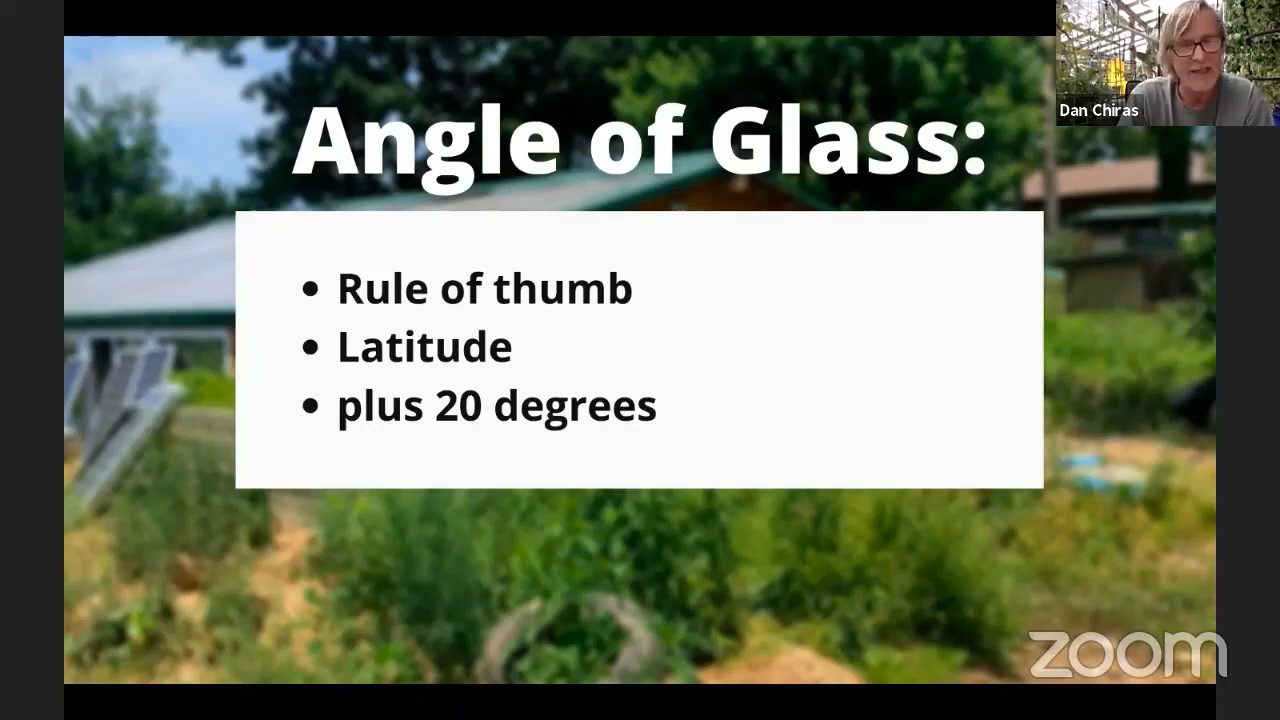 Dan Chiras
Angle of Glass:
• Rule of thumb
• Latitude
• plus 20 degrees
zoom